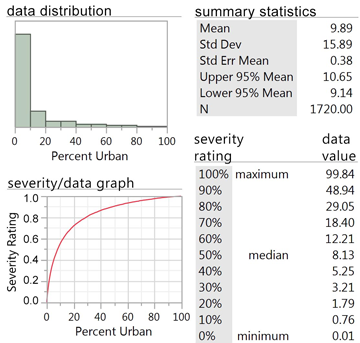 data distribution
0 20 40 60 80 100
Percent Urban
severity/data graph
Severity Rating
1.0
0.8
0.6
0.4
0.2
0.0
0 20 40 60 80 100
Percent Urban
summary statistics
Mean 9.89
Std Dev 15.89
Std Err Mean 0.38
Upper 95% Mean 10.65
Lower 95% Mean 9.14
N 1720.00
severity data
rating value
100% maximum 99.84
90% 48.94
80% 29.05
70% 18.40
60% 12.21
50% median 8.13
40% 5.25
30% 3.21
20% 1.79
10% 0.76
0% minimum 0.01